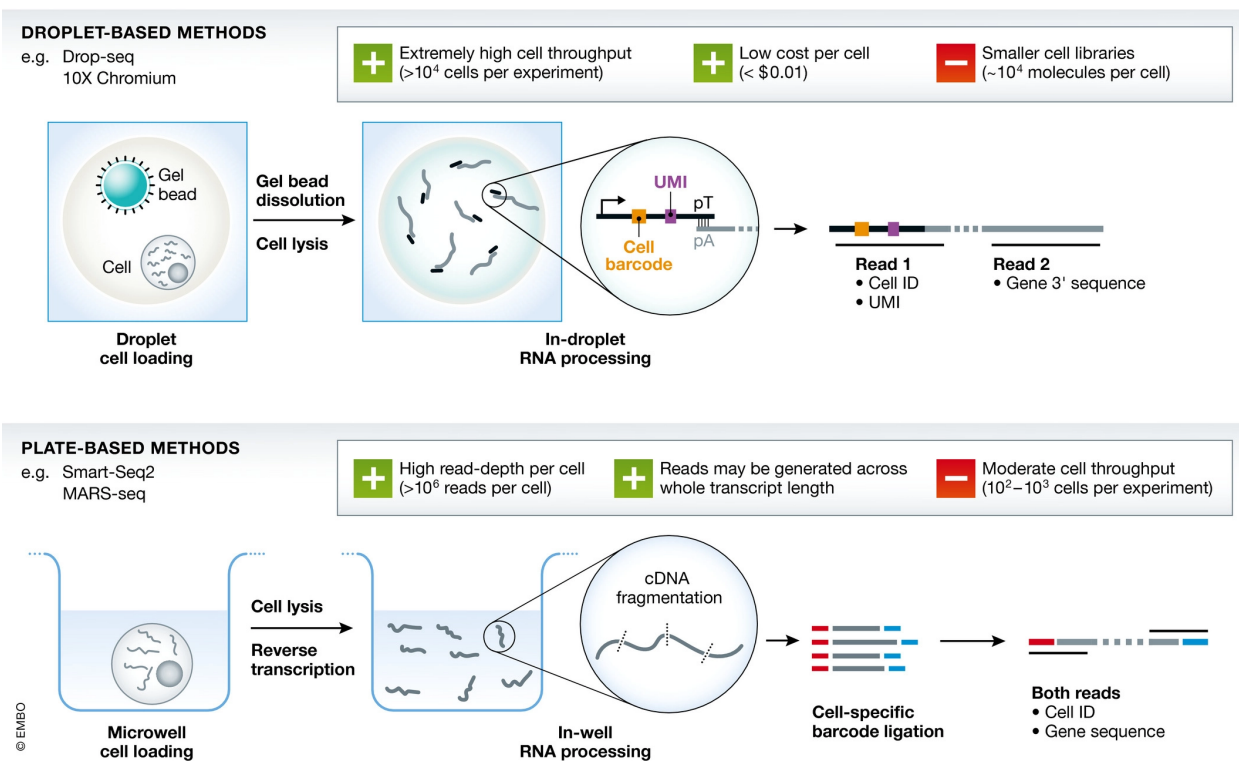 DROPLET-BASED METHODS
e.g. Drop-seq
10X Chromium
+ Extremely high cell throughput
(>10⁴ cells per experiment)
+ Low cost per cell
(< $0.01)
− Smaller cell libraries
(~10⁴ molecules per cell)
Gel
bead
Cell
Droplet
cell loading
Gel bead
dissolution
Cell lysis
In-droplet
RNA processing
UMI
pT
pA
Cell
barcode
Read 1
• Cell ID
• UMI
Read 2
• Gene 3' sequence
PLATE-BASED METHODS
e.g. Smart-Seq2
MARS-seq
+ High read-depth per cell
(>10⁶ reads per cell)
+ Reads may be generated across
whole transcript length
− Moderate cell throughput
(10²–10³ cells per experiment)
Microwell
cell loading
Cell lysis
Reverse
transcription
In-well
RNA processing
cDNA
fragmentation
Cell-specific
barcode ligation
Both reads
• Cell ID
• Gene sequence
© EMBO